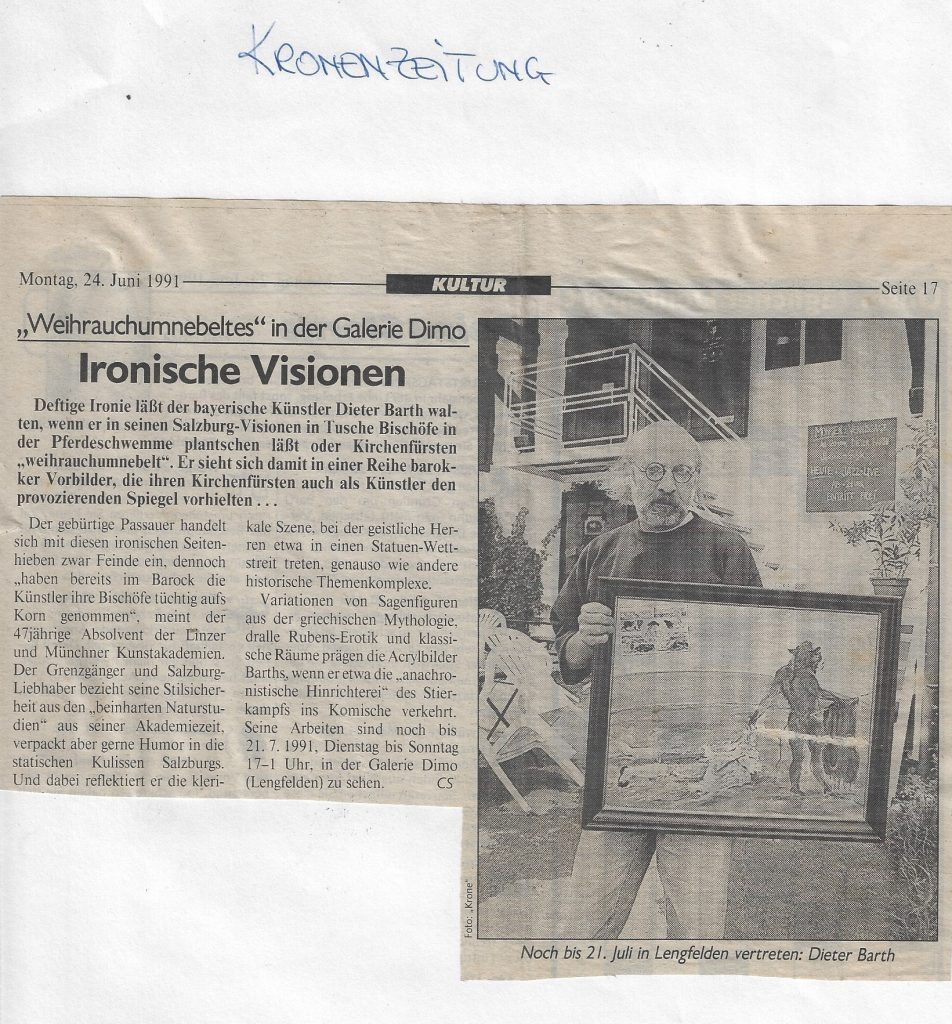 KRONENZEITUNG
Montag, 24. Juni 1991
KULTUR
Seite 17
„Weihrauchumnebeltes“ in der Galerie Dimo
Ironische Visionen
Deftige Ironie läßt der bayerische Künstler Dieter Barth wal-
ten, wenn er in seinen Salzburg-Visionen in Tusche Bischöfe in
der Pferdeschwemme plantschen läßt oder Kirchenfürsten
„weihrauchumnebelt“. Er sieht sich damit in einer Reihe barok-
ker Vorbilder, die ihren Kirchenfürsten auch als Künstler den
provozierenden Spiegel vorhielten . . .
Der gebürtige Passauer handelt
sich mit diesen ironischen Seiten-
hieben zwar Feinde ein, dennoch
„haben bereits im Barock die
Künstler ihre Bischöfe tüchtig aufs
Korn genommen“, meint der
47jährige Absolvent der Linzer
und Münchner Kunstakademien.
Der Grenzgänger und Salzburg-
Liebhaber bezieht seine Stilsicher-
heit aus den „beinharten Naturstu-
dien“ aus seiner Akademiezeit,
verpackt aber gerne Humor in die
statischen Kulissen Salzburgs.
Und dabei reflektiert er die kleri-
kale Szene, bei der geistliche Her-
ren etwa in einen Statuen-Wett-
streit treten, genauso wie andere
historische Themenkomplexe.
Variationen von Sagenfiguren
aus der griechischen Mythologie,
dralle Rubens-Erotik und klassi-
sche Räume prägen die Acrylbilder
Barths, wenn er etwa die „anachro-
nistische Hinrichterei“ des Stier-
kampfs ins Komische verkehrt.
Seine Arbeiten sind noch bis
21. 7. 1991, Dienstag bis Sonntag
17–1 Uhr, in der Galerie Dimo
(Lengfelden) zu sehen. CS
HEUTE: JAZZ-LIVE
EINTRITT FREI
Foto: „Krone“
Noch bis 21. Juli in Lengfelden vertreten: Dieter Barth